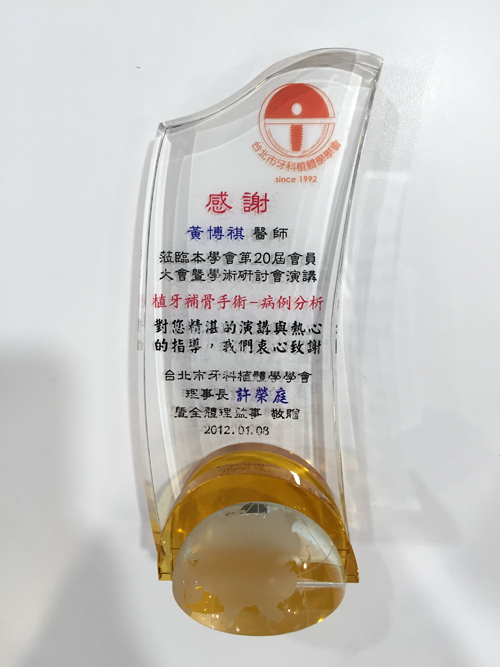 台北市牙科植體學學會
since 1992
感謝
黃博祺 醫師
蒞臨本學會第20屆會員
大會暨學術研討會演講
植牙補骨手術-病例分析
對您精湛的演講與熱心
的指導，我們衷心致謝
台北市牙科植體學學會
理事長 許榮庭
暨全體理監事 敬贈
2012.01.08